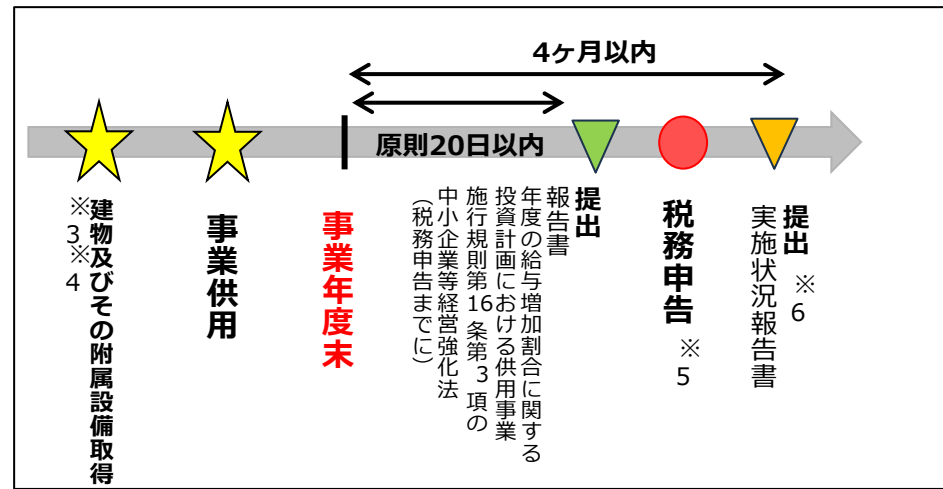 4ヶ月以内
原則20日以内
建物及びその附属設備取得
※3※4
事業供用
事業年度末
提出
報告書
年度の給与増加割合に関する
投資計画における供用事業
施行規則第16条第3項の
中小企業等経営強化法
(税務申告までに)
税務申告
※5
提出
※6
実施状況報告書